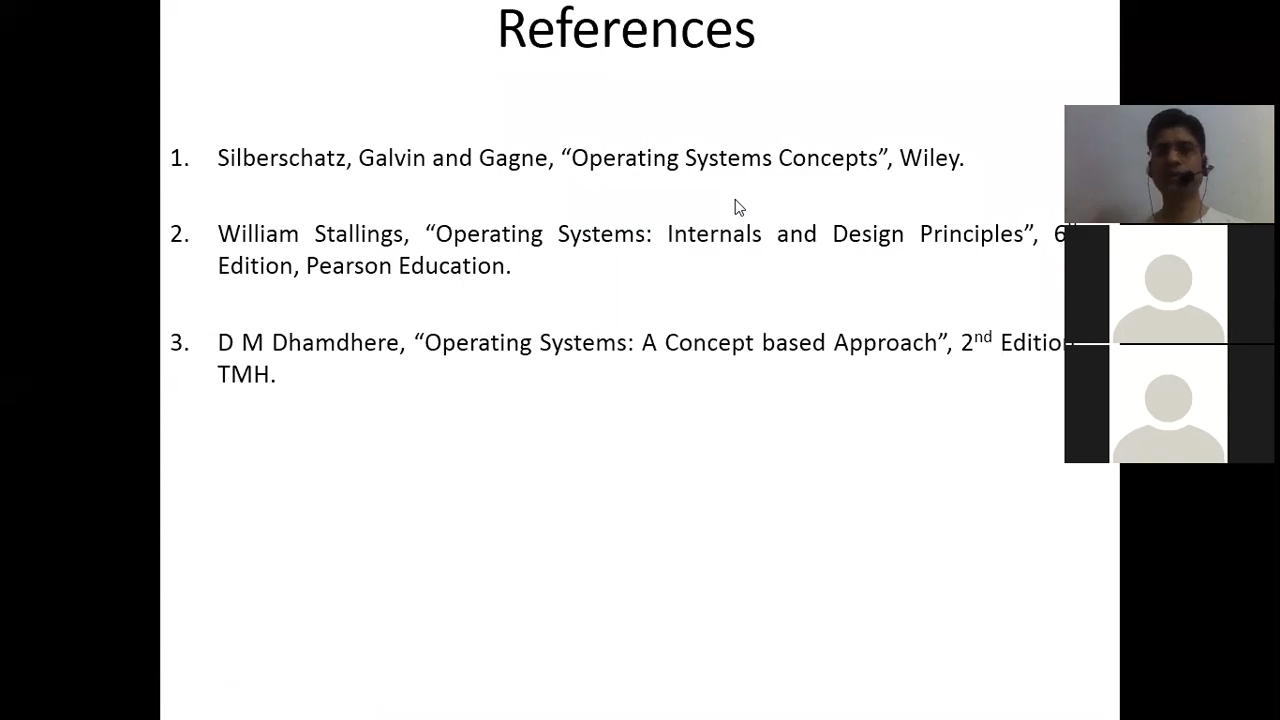 References
1. Silberschatz, Galvin and Gagne, “Operating Systems Concepts”, Wiley.
2. William Stallings, “Operating Systems: Internals and Design Principles”, 6
Edition, Pearson Education.
3. D M Dhamdhere, “Operating Systems: A Concept based Approach”, 2nd Edition
TMH.